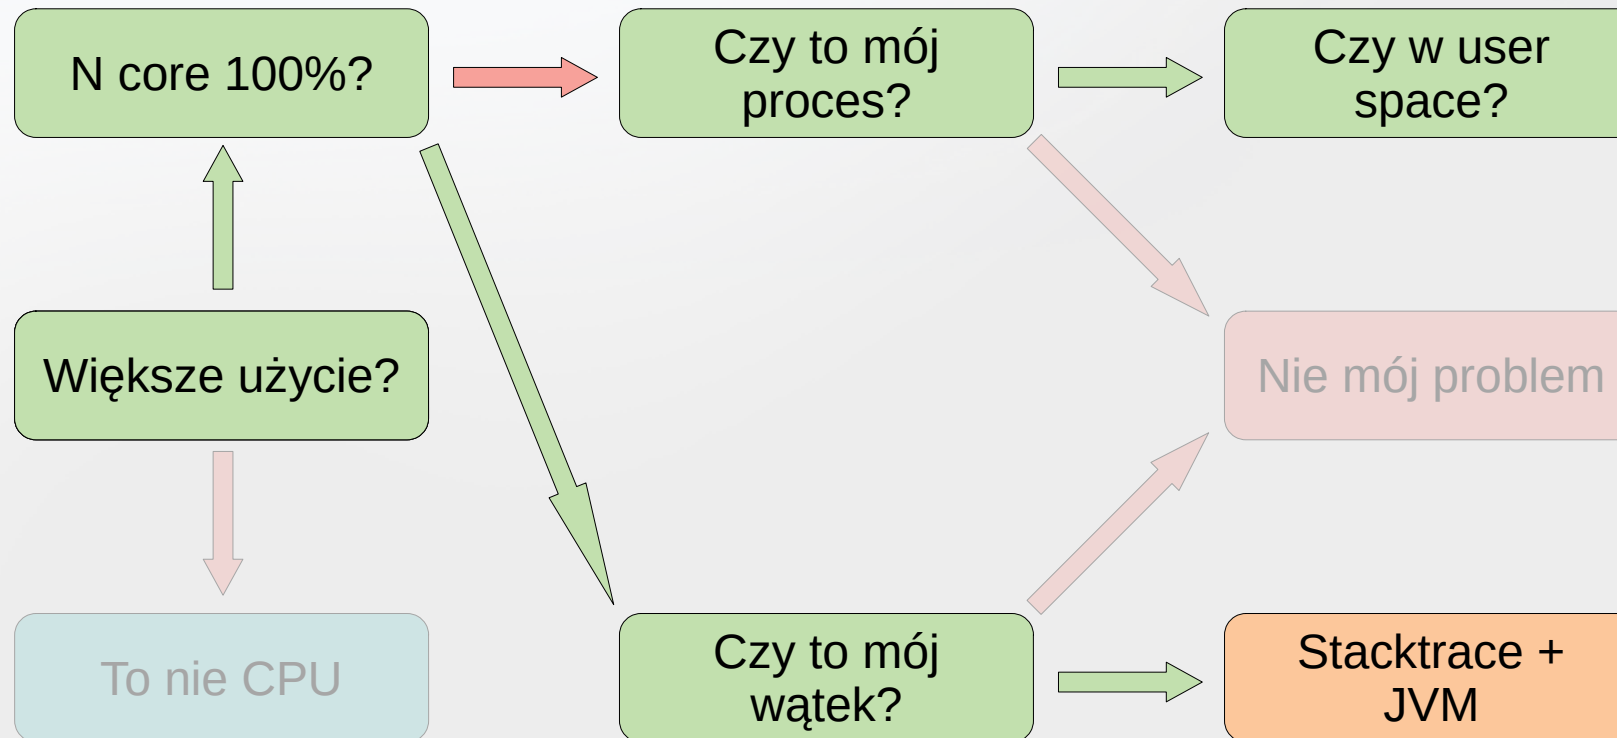 N core 100%?
Czy to mój
proces?
Czy w user
space?
Większe użycie?
Nie mój problem
To nie CPU
Czy to mój
wątek?
Stacktrace +
JVM